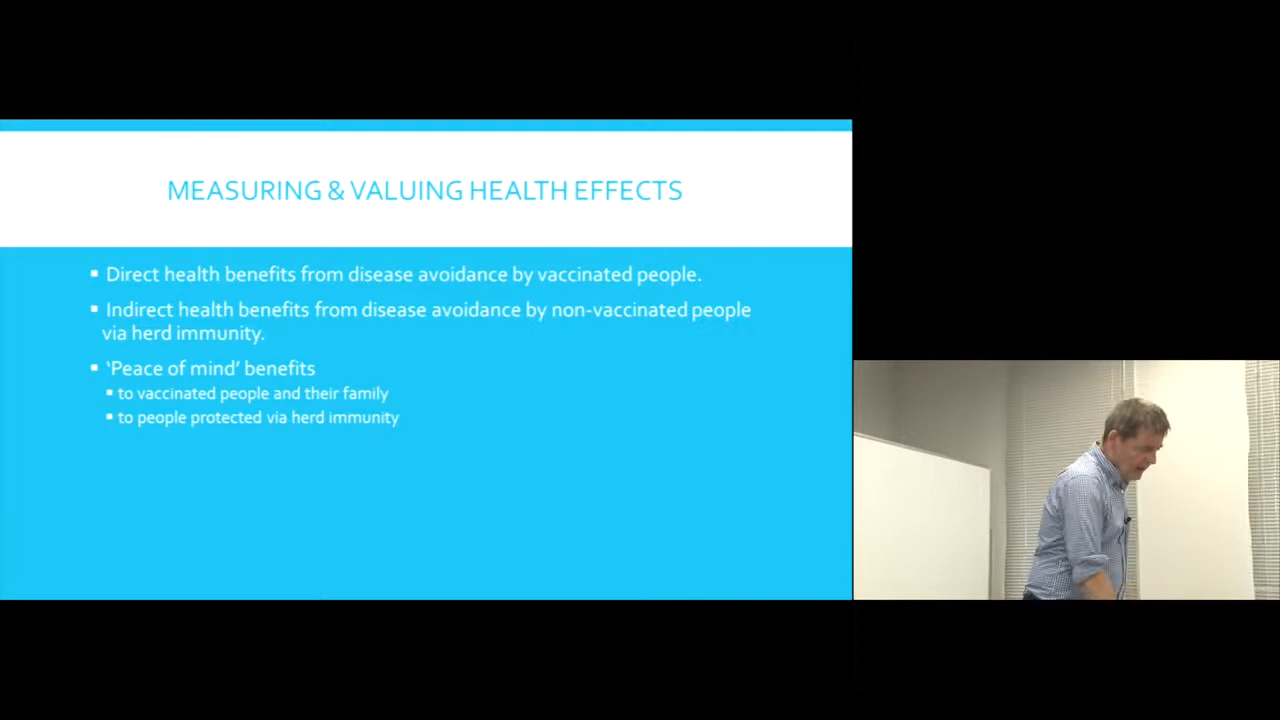 MEASURING & VALUING HEALTH EFFECTS
▪ Direct health benefits from disease avoidance by vaccinated people.
▪ Indirect health benefits from disease avoidance by non-vaccinated people
via herd immunity.
▪ ‘Peace of mind’ benefits
▪ to vaccinated people and their family
▪ to people protected via herd immunity